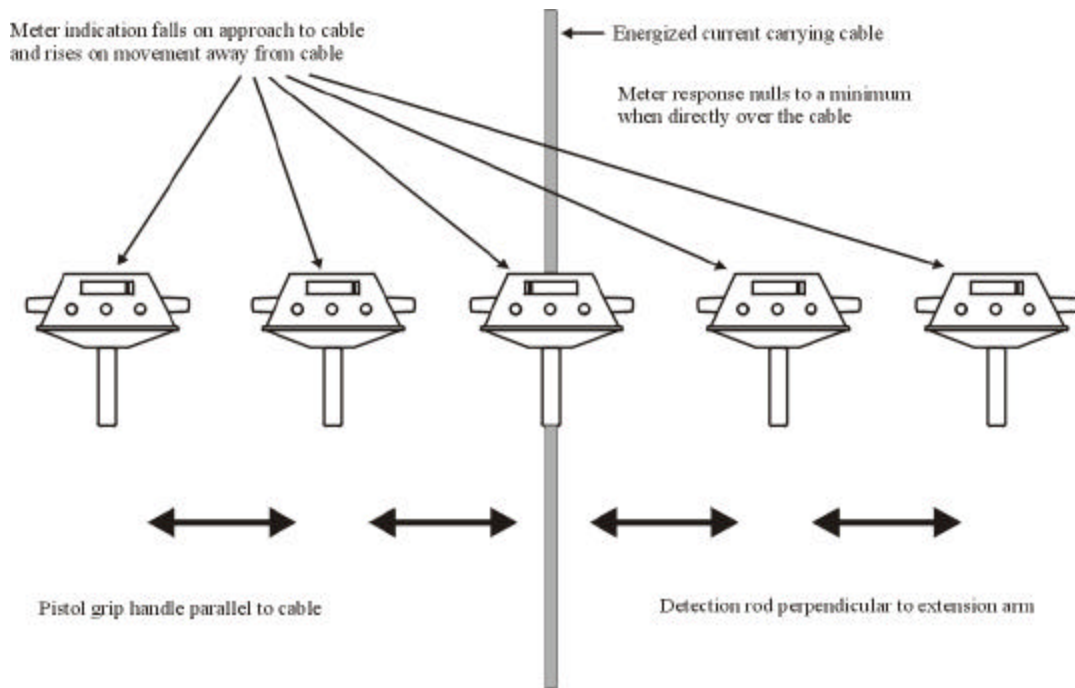 Meter indication falls on approach to cable
and rises on movement away from cable
Energized current carrying cable
Meter response nulls to a minimum
when directly over the cable
Pistol grip handle parallel to cable
Detection rod perpendicular to extension arm